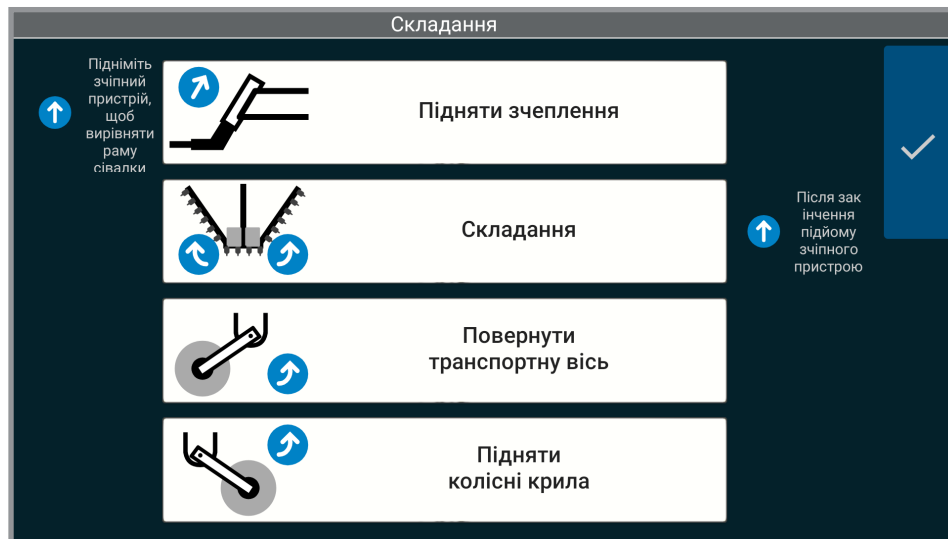 Складання
Підніміть
зчіпний
пристрій,
щоб
вирівняти
раму
сівалки
Підняти зчеплення
Складання
Після зак
інчення
підйому
зчіпного
пристрою
Повернути
транспортну вісь
Підняти
колісні крила